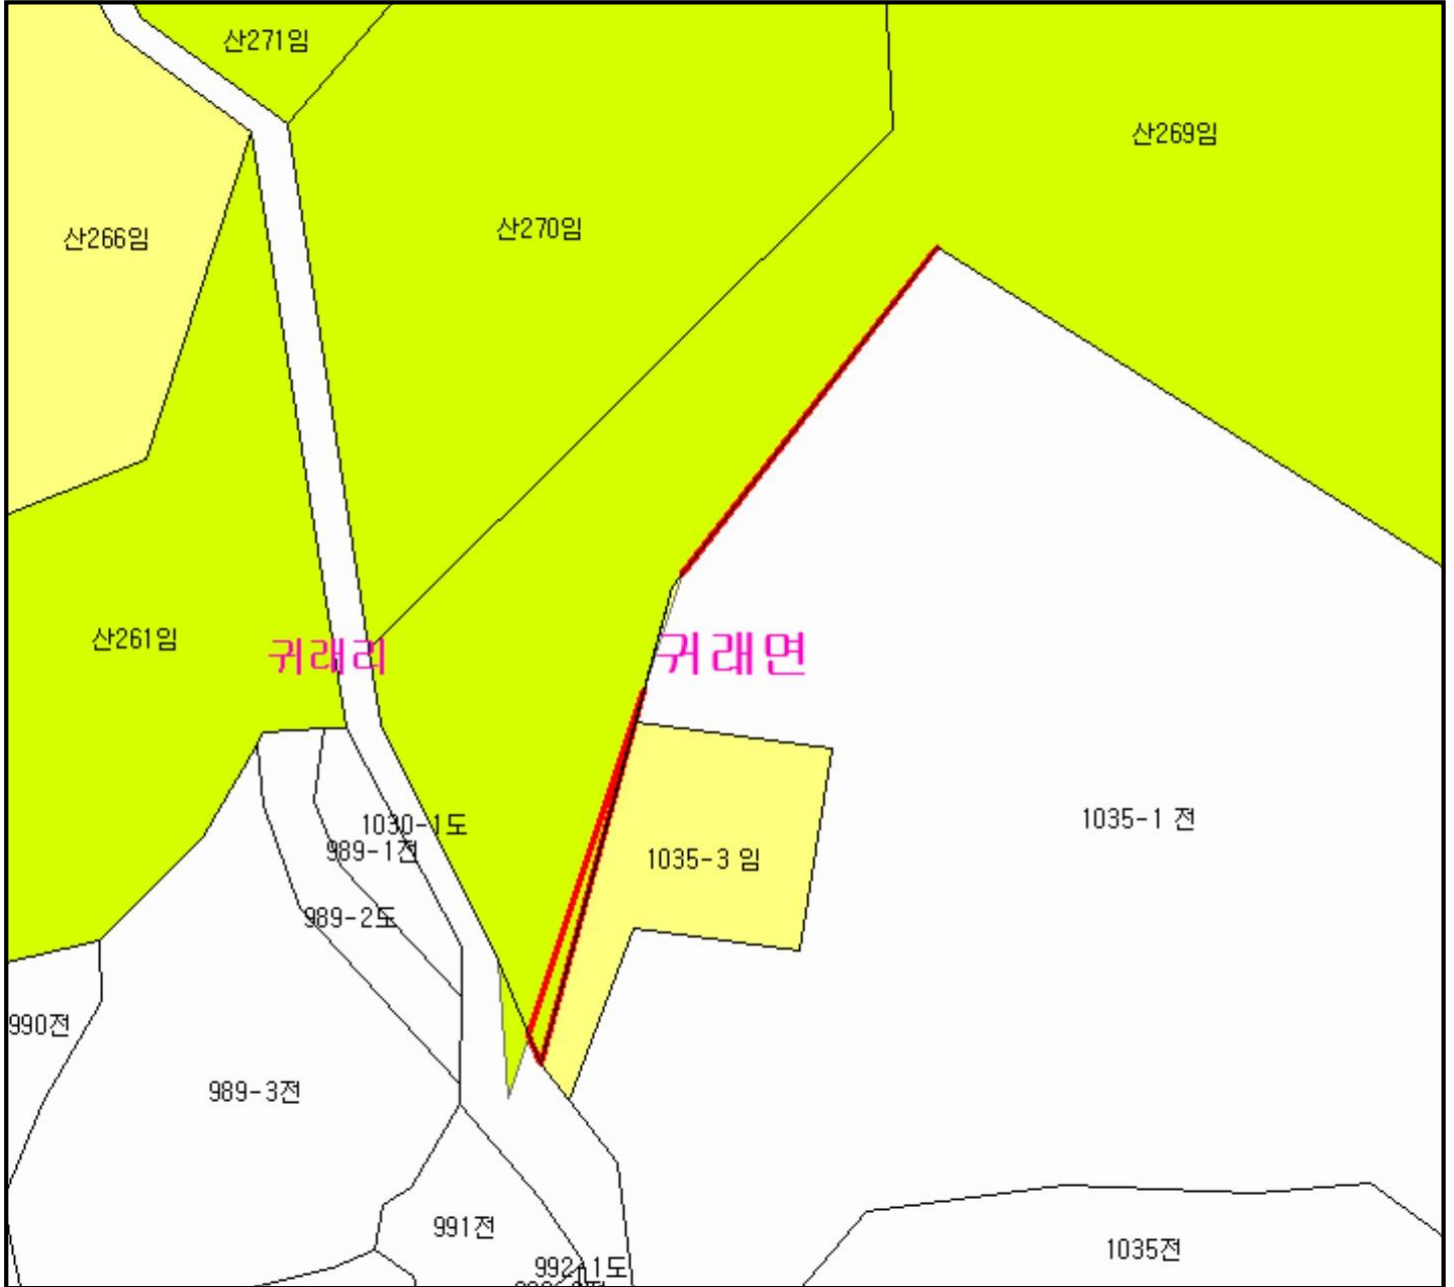 산271임
산269임
산270임
산266임
산261임
귀래리
귀래면
1030-1도
1035-1 전
989-1전
1035-3 임
989-2도
990전
989-3전
991전
1035전
992-1도